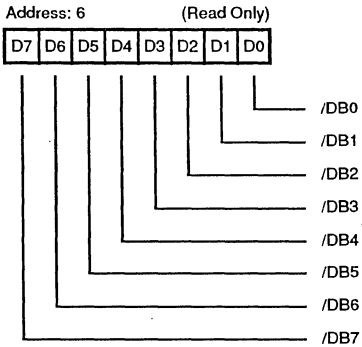 Address: 6 (Read Only)
D7 D6 D5 D4 D3 D2 D1 D0
/DB0
/DB1
/DB2
/DB3
/DB4
/DB5
/DB6
/DB7